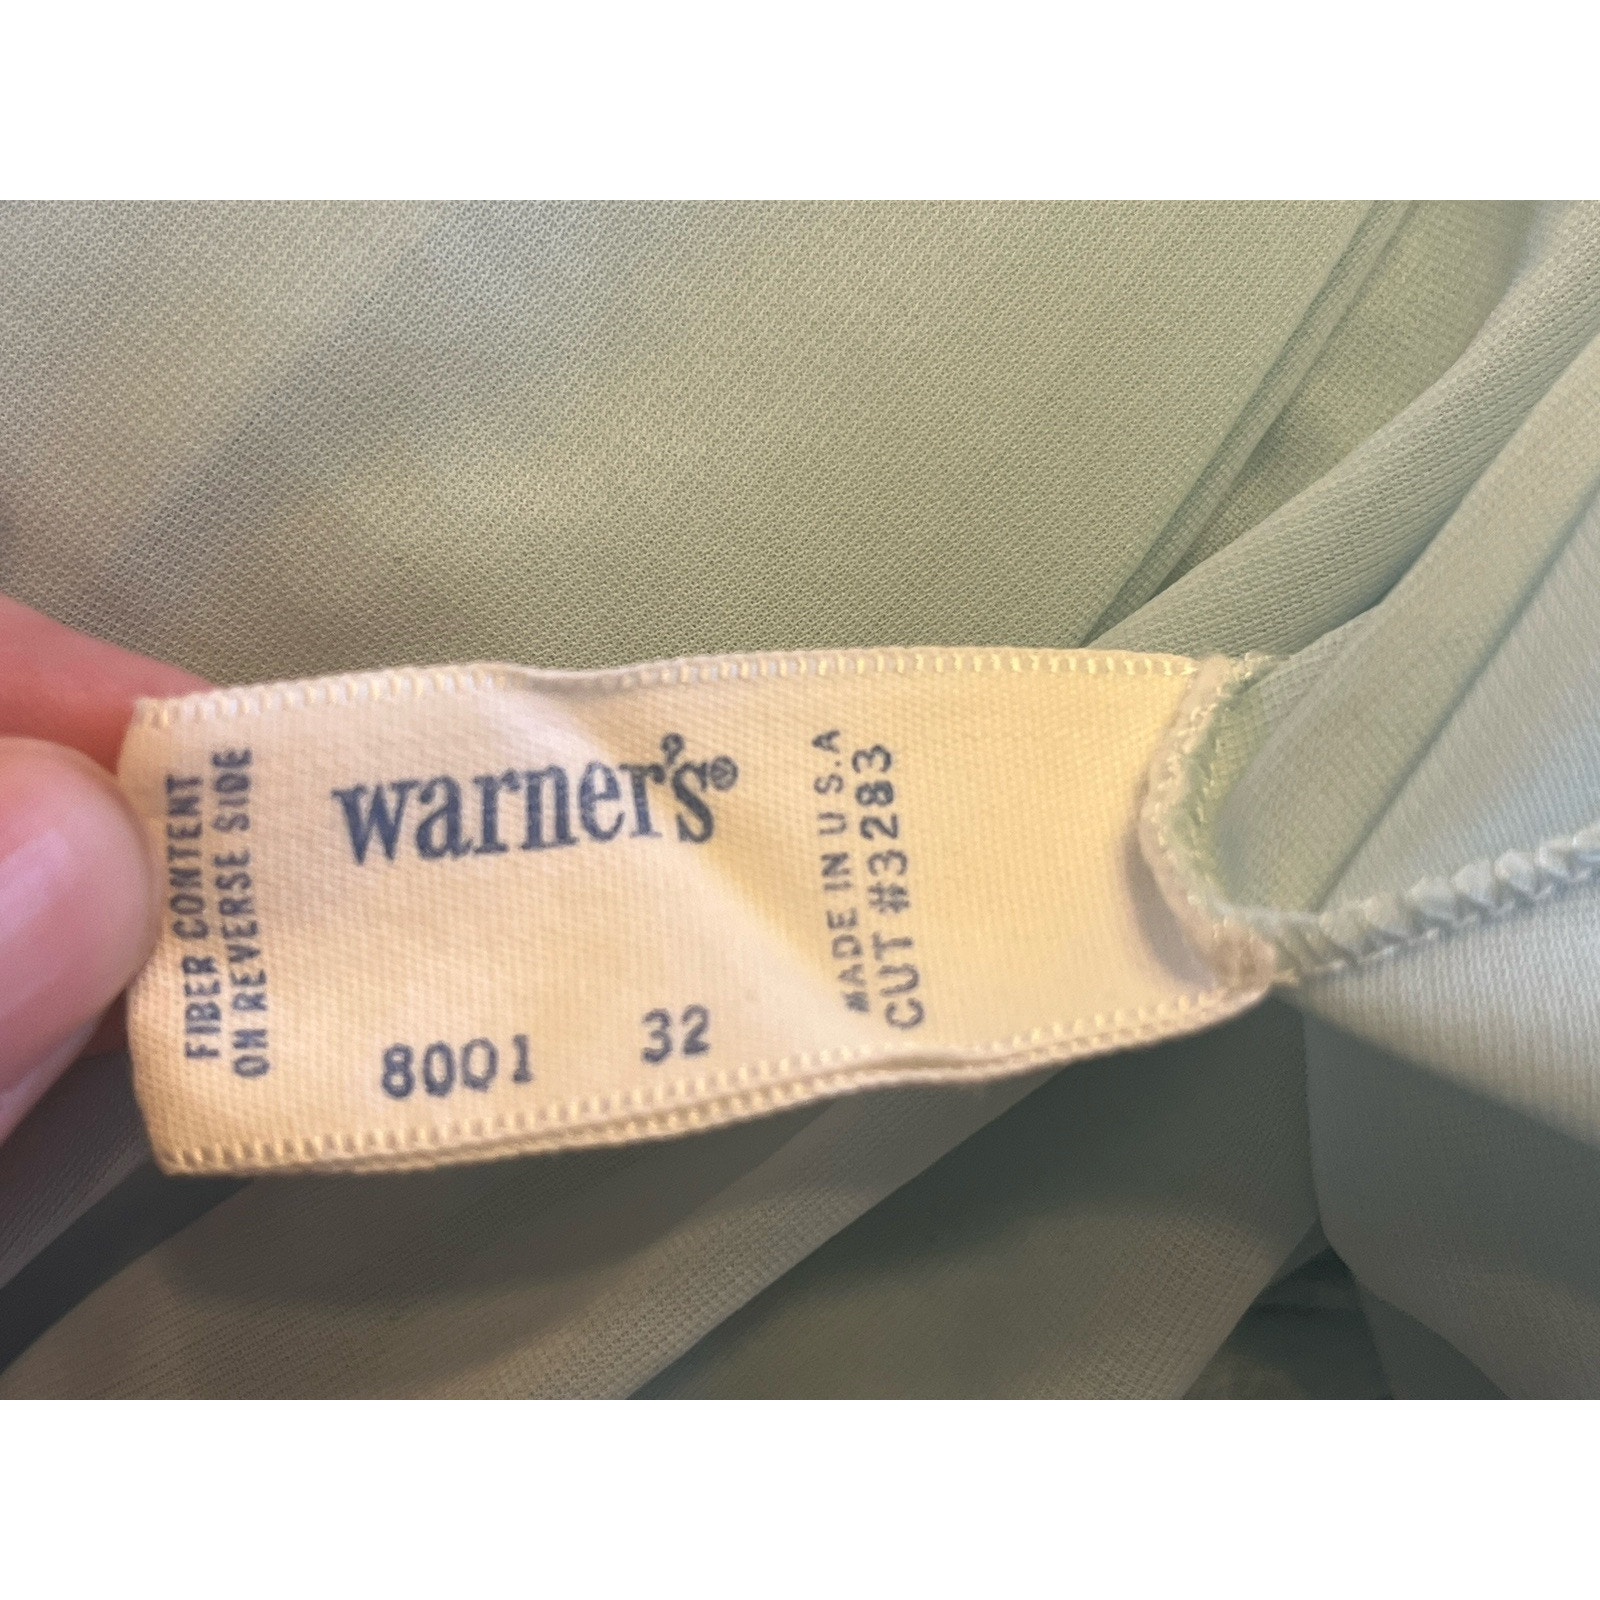 FIBER CONTENT
ON REVERSE SIDE
warner's®
8001 32
MADE IN U.S.A
CUT #3283